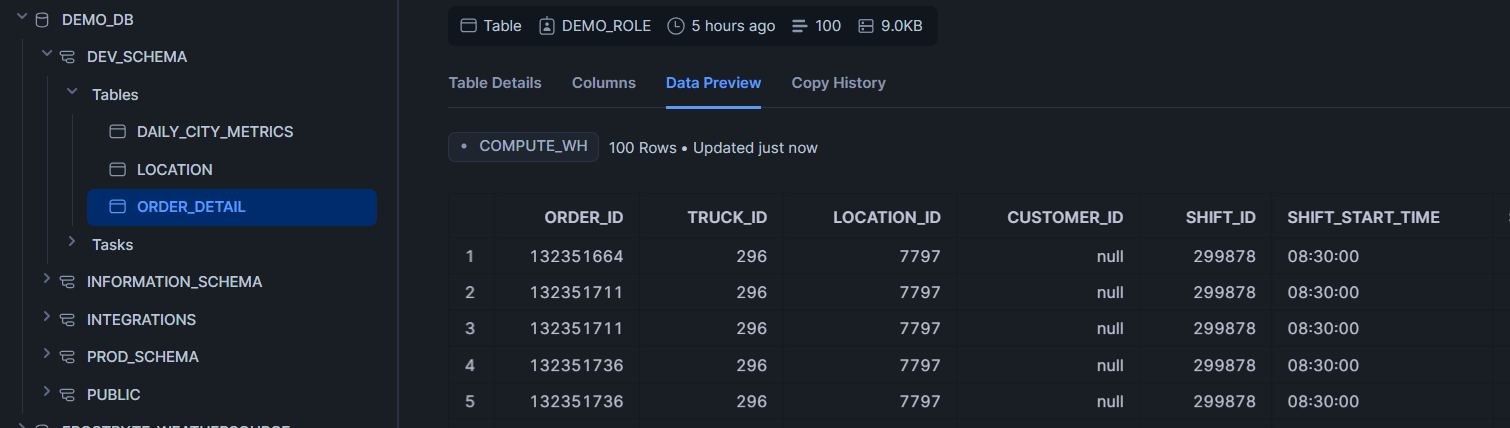 DEMO_DB
DEV_SCHEMA
Tables
DAILY_CITY_METRICS
LOCATION
ORDER_DETAIL
Tasks
INFORMATION_SCHEMA
INTEGRATIONS
PROD_SCHEMA
PUBLIC
Table DEMO_ROLE 5 hours ago 100 9.0KB
Table Details Columns Data Preview Copy History
COMPUTE_WH 100 Rows • Updated just now
ORDER_ID TRUCK_ID LOCATION_ID CUSTOMER_ID SHIFT_ID SHIFT_START_TIME
1 132351664 296 7797 null 299878 08:30:00
2 132351711 296 7797 null 299878 08:30:00
3 132351711 296 7797 null 299878 08:30:00
4 132351736 296 7797 null 299878 08:30:00
5 132351736 296 7797 null 299878 08:30:00